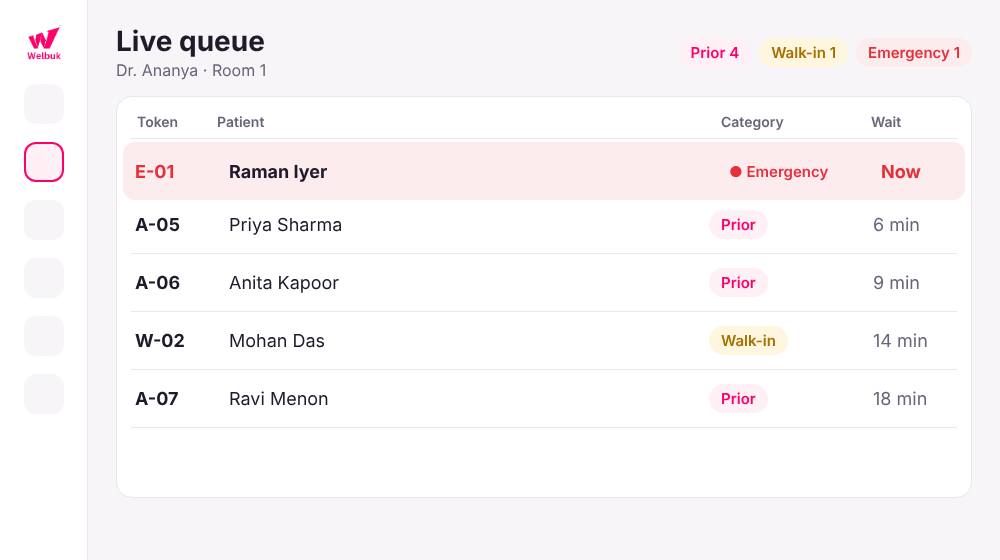 Welbuk
Live queue
Dr. Ananya · Room 1
Prior 4 Walk-in 1 Emergency 1
Token Patient Category Wait
E-01 Raman Iyer Emergency Now
A-05 Priya Sharma Prior 6 min
A-06 Anita Kapoor Prior 9 min
W-02 Mohan Das Walk-in 14 min
A-07 Ravi Menon Prior 18 min